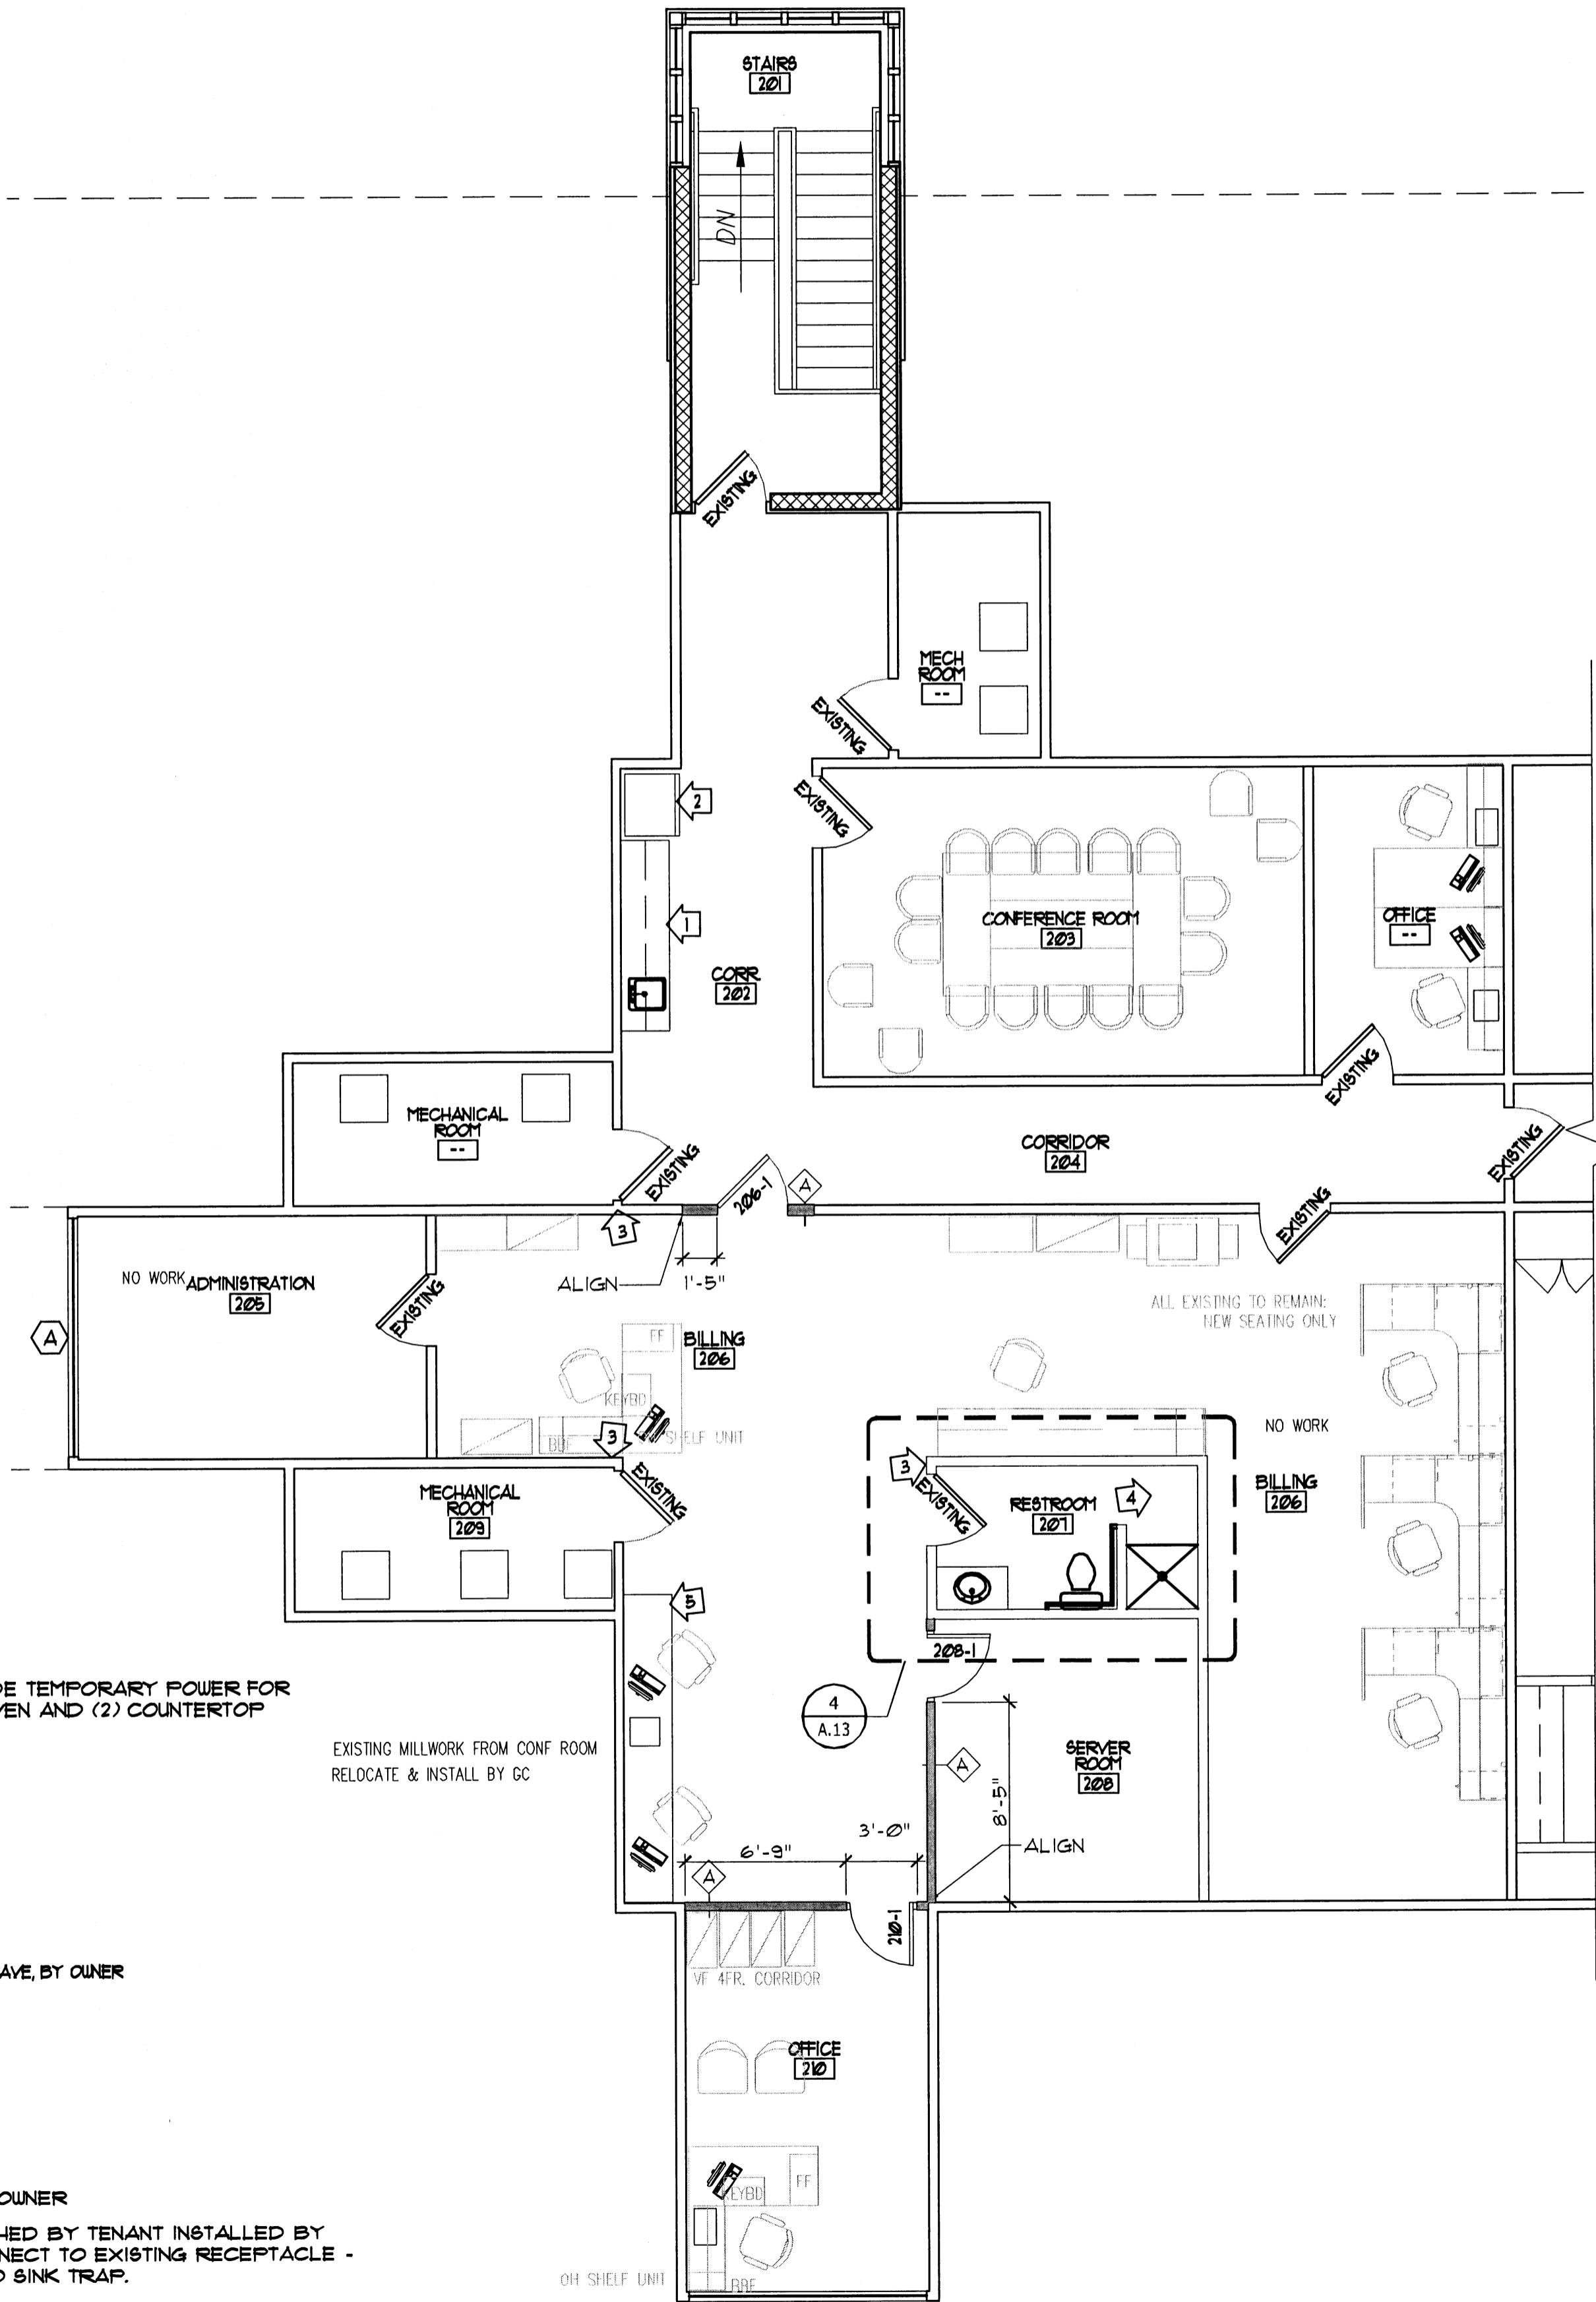 STAIRS
201
DN
EXISTING
MECH
ROOM
--
EXISTING
EXISTING
2
1
CONFERENCE ROOM
203
OFFICE
--
CORR
202
EXISTING
MECHANICAL
ROOM
--
EXISTING
CORRIDOR
204
EXISTING
206-1
A
3
EXISTING
NO WORK
ADMINISTRATION
205
EXISTING
ALIGN
1'-5"
ALL EXISTING TO REMAIN:
NEW SEATING ONLY
A
FF
BILLING
206
KEYBD
SHELF UNIT
3
NO WORK
3
EXISTING
EXISTING
MECHANICAL
ROOM
209
RESTROOM
207
4
BILLING
206
5
208-1
DE TEMPORARY POWER FOR
VEN AND (2) COUNTERTOP
4
A.13
EXISTING MILLWORK FROM CONF ROOM
RELOCATE & INSTALL BY GC
A
SERVER
ROOM
208
8'-5"
3'-0"
6'-9"
ALIGN
A
210-1
AVE, BY OWNER
VF 4FR. CORRIDOR
OFFICE
210
KEYBD
FF
OWNER
HED BY TENANT INSTALLED BY
NECT TO EXISTING RECEPTACLE -
D SINK TRAP.
OH SHELF UNIT